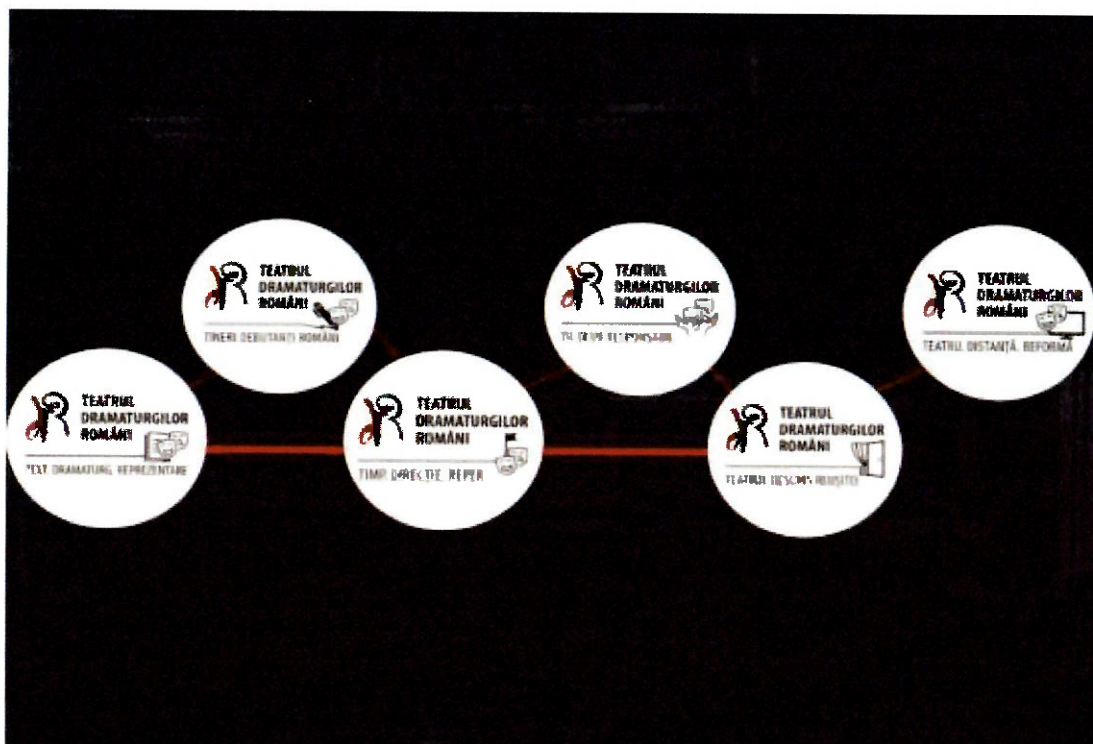 TEATRUL
DRAMATURGILOR
ROMÂNI
TINERI DEBUTANȚI ROMÂNI
TEATRUL
DRAMATURGILOR
ROMÂNI
TEATRUL
DRAMATURGILOR
ROMÂNI
TEATRU. DISTANȚĂ. REFORMĂ
TEATRUL
DRAMATURGILOR
ROMÂNI
TEXT. DRAMATURG. REPREZENTARE
TEATRUL
DRAMATURGILOR
ROMÂNI
TIMP. DIRECȚIE. REPER
TEATRUL
DRAMATURGILOR
ROMÂNI
TEATRUL